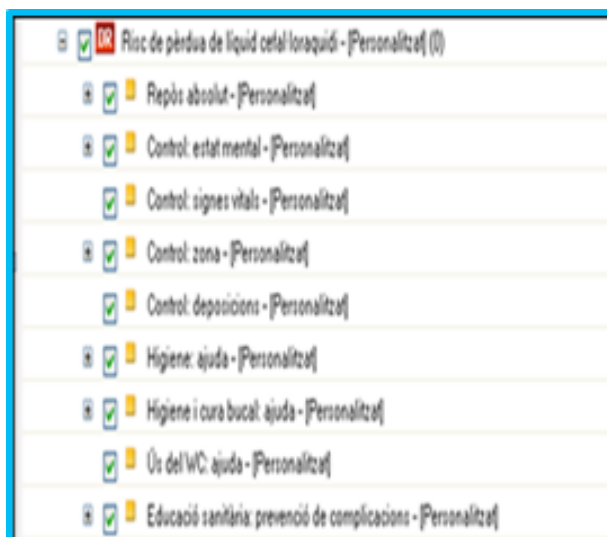 DR Risc de pèrdua de líquid cefal·loraquidi - [Personalitzat] (0)
Repòs absolut - [Personalitzat]
Control: estat mental - [Personalitzat]
Control: signes vitals - [Personalitzat]
Control: zona - [Personalitzat]
Control: deposicions - [Personalitzat]
Higiene: ajuda - [Personalitzat]
Higiene i cura bucal: ajuda - [Personalitzat]
Ús del WC: ajuda - [Personalitzat]
Educació sanitària: prevenció de complicacions - [Personalitzat]